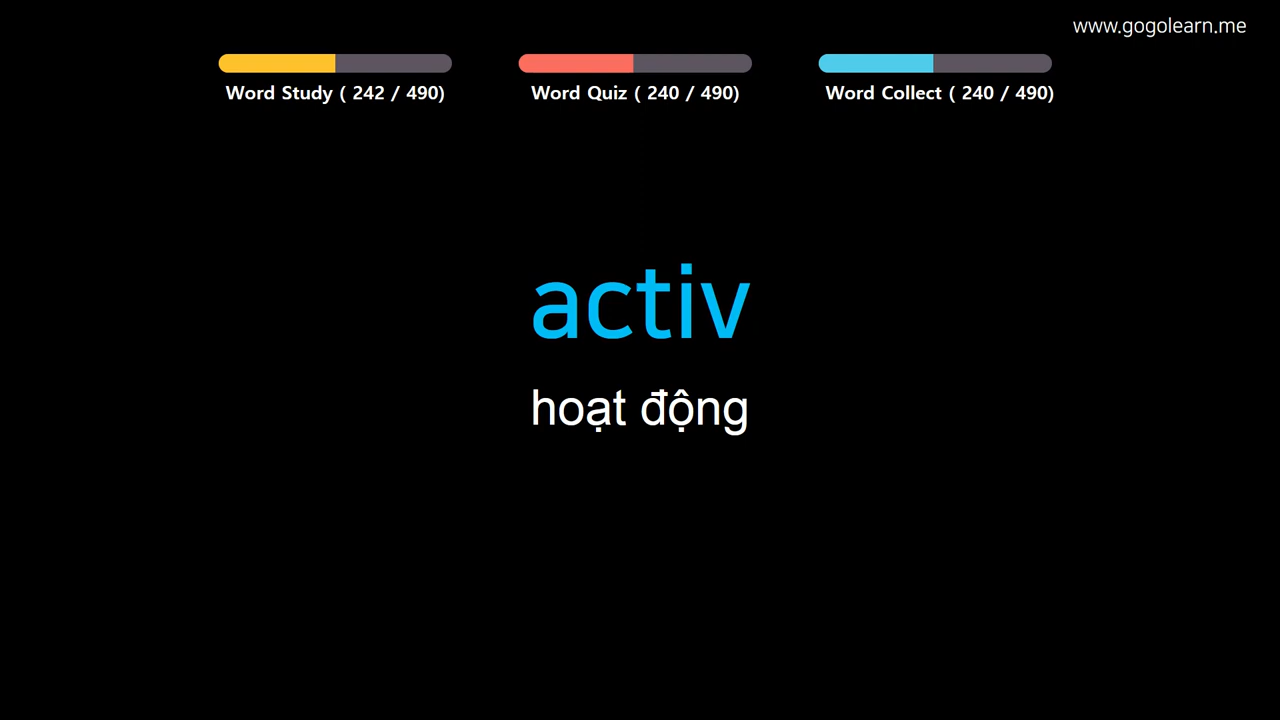 www.gogolearn.me
Word Study ( 242 / 490)
Word Quiz ( 240 / 490)
Word Collect ( 240 / 490)
activ
hoạt động